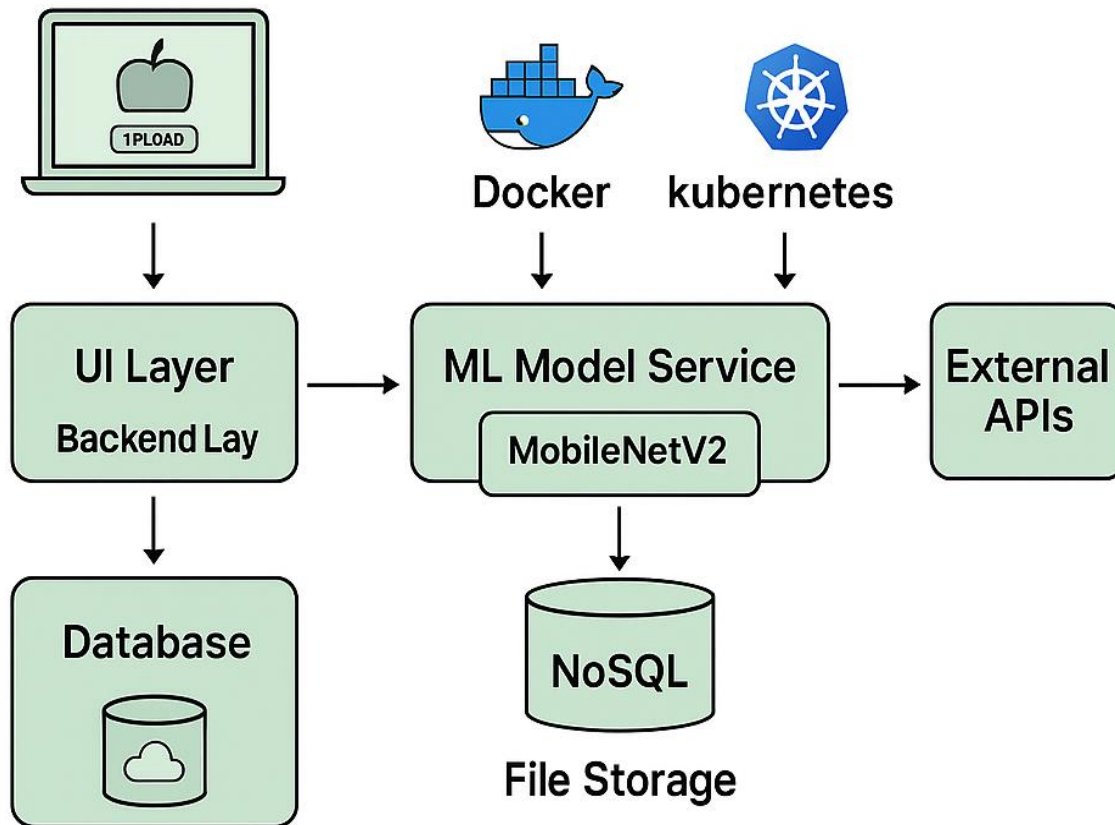 1PLOAD
Docker
kubernetes
UI Layer
Backend Lay
ML Model Service
MobileNetV2
External
APIs
Database
NoSQL
File Storage